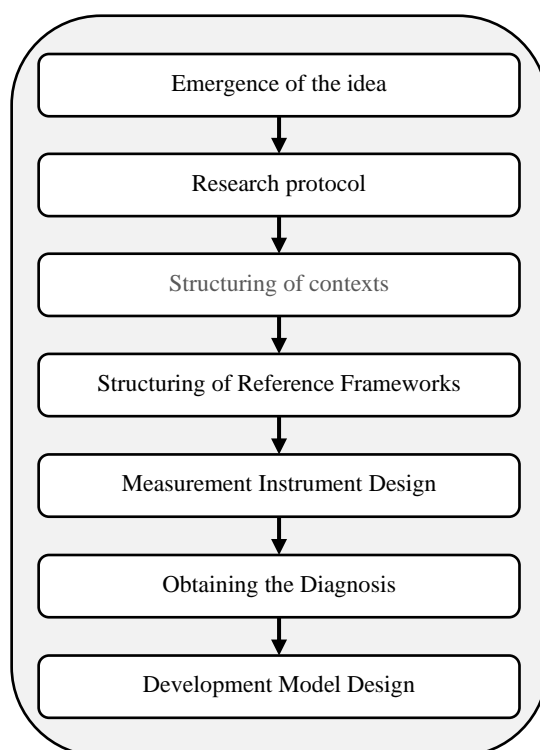 Emergence of the idea
Research protocol
Structuring of contexts
Structuring of Reference Frameworks
Measurement Instrument Design
Obtaining the Diagnosis
Development Model Design